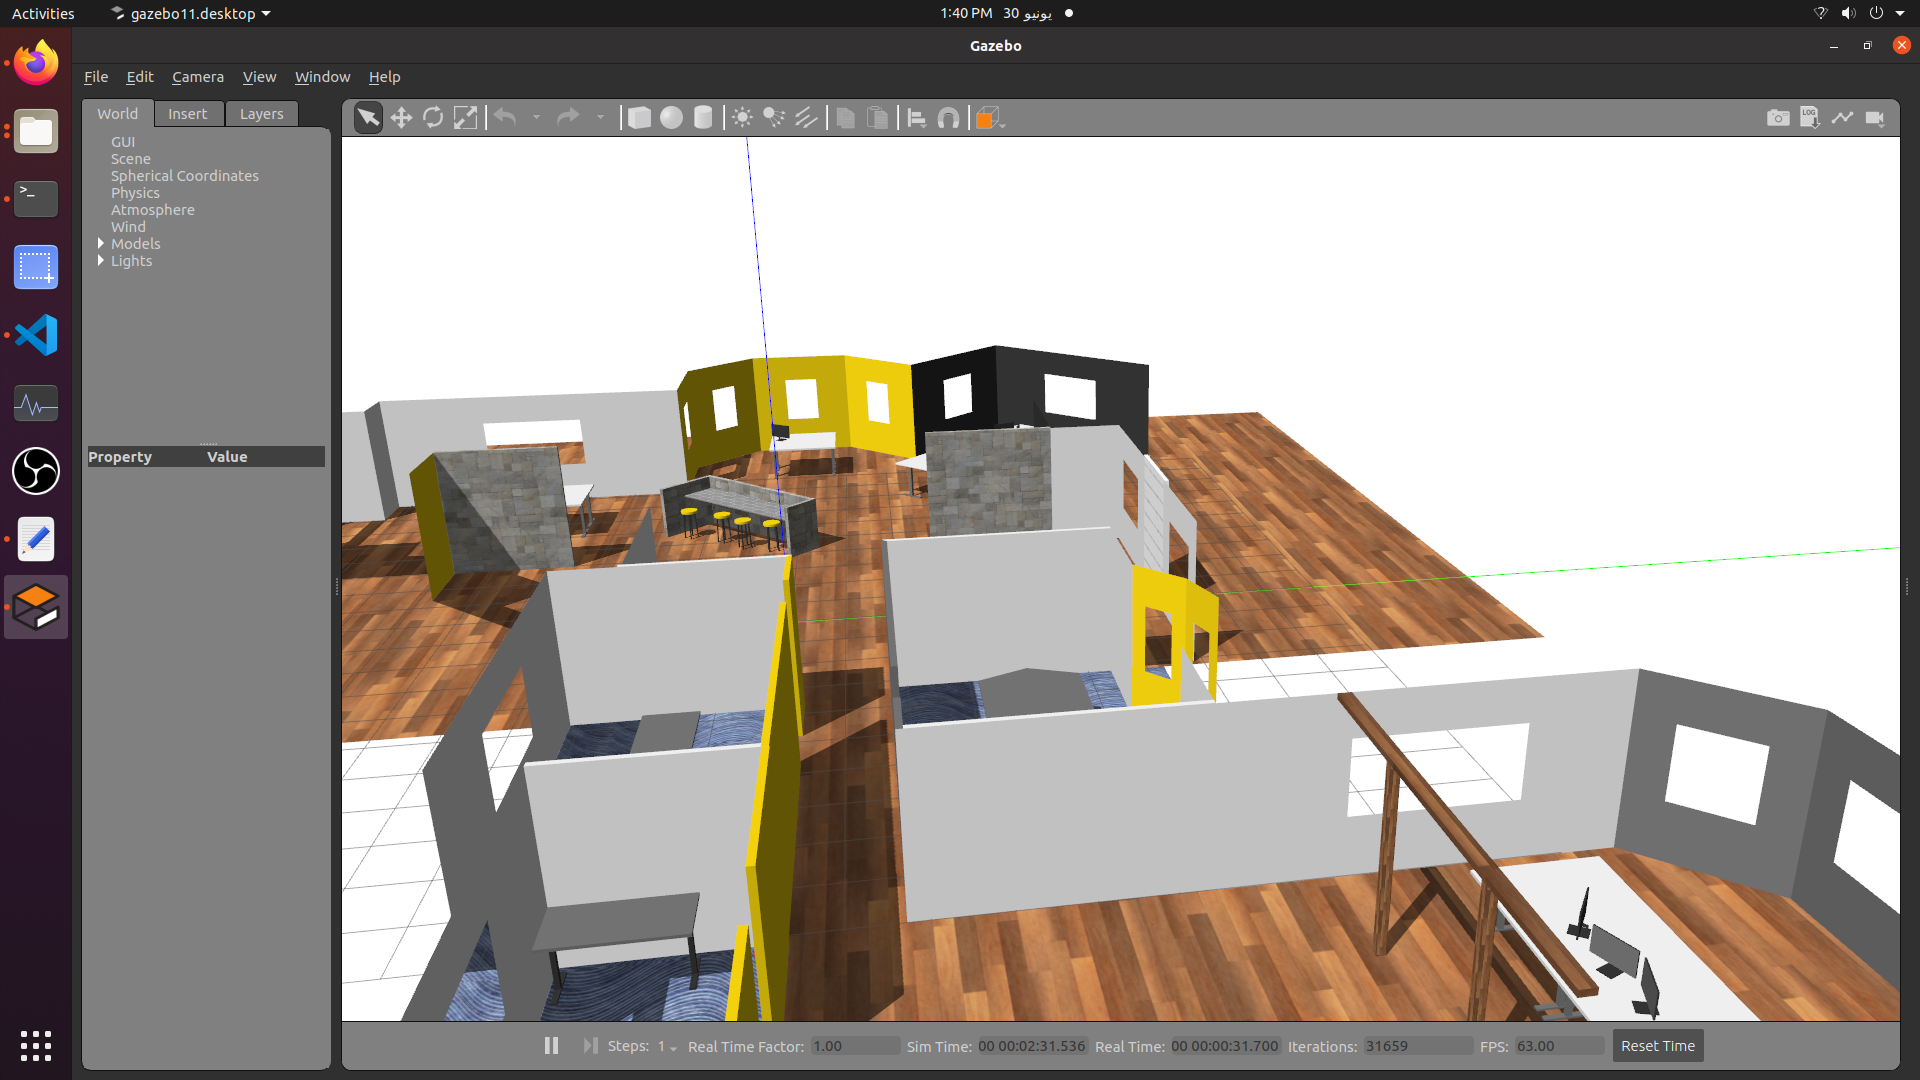 Activities gazebo11.desktop 1:40 PM 30 يونيو
Gazebo
File Edit Camera View Window Help
World Insert Layers
LOG
GUI
Scene
Spherical Coordinates
Physics
Atmosphere
Wind
Models
Lights
Property Value
Steps: 1 Real Time Factor: 1.00 Sim Time: 00 00:02:31.536 Real Time: 00 00:00:31.700 Iterations: 31659 FPS: 63.00 Reset Time